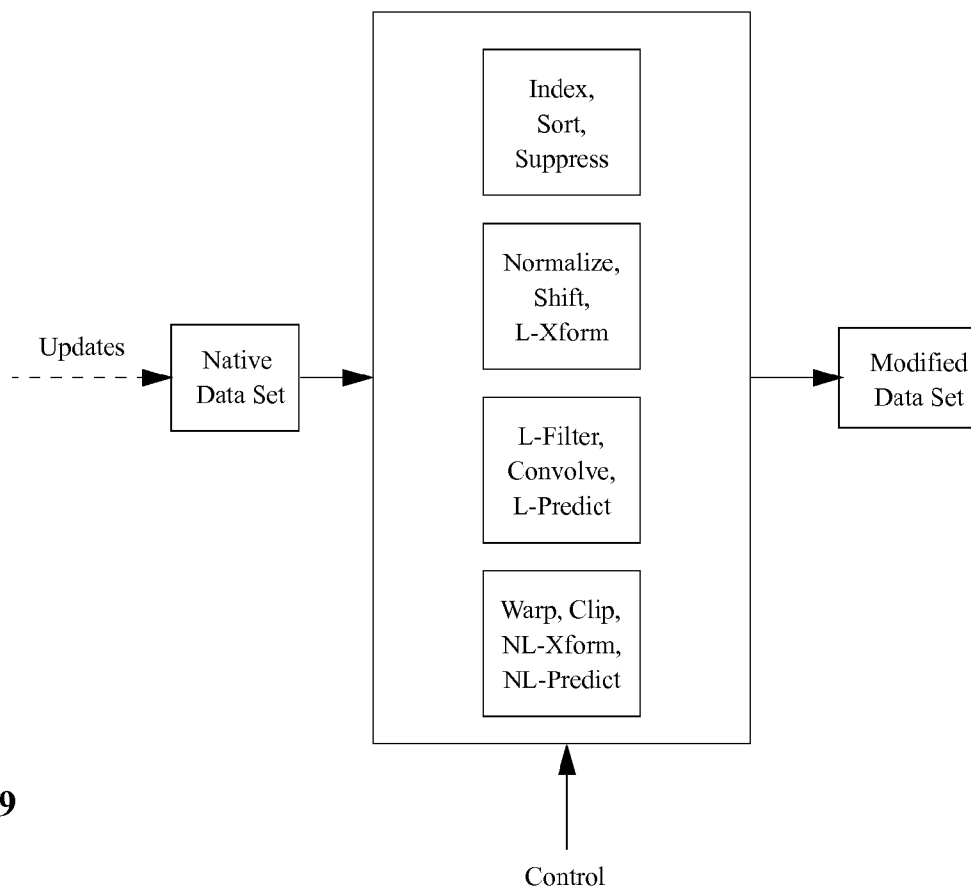 Index,
Sort,
Suppress
Normalize,
Shift,
L-Xform
Updates
Native
Data Set
Modified
Data Set
L-Filter,
Convolve,
L-Predict
Warp, Clip,
NL-Xform,
NL-Predict
9
Control